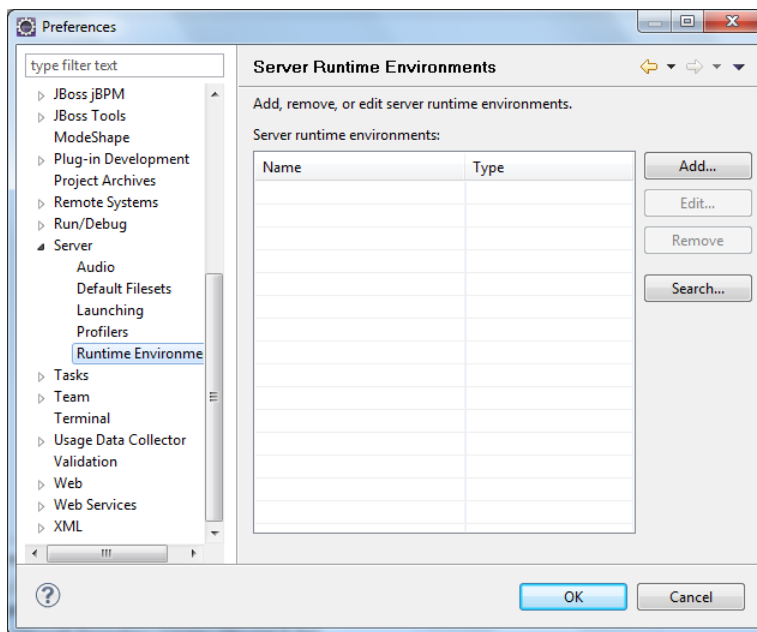 Preferences
type filter text
JBoss jBPM
JBoss Tools
ModeShape
Plug-in Development
Project Archives
Remote Systems
Run/Debug
Server
Audio
Default Filesets
Launching
Profilers
Runtime Environme
Tasks
Team
Terminal
Usage Data Collector
Validation
Web
Web Services
XML
Server Runtime Environments
Add, remove, or edit server runtime environments.
Server runtime environments:
Name Type
Add...
Edit...
Remove
Search...
OK Cancel